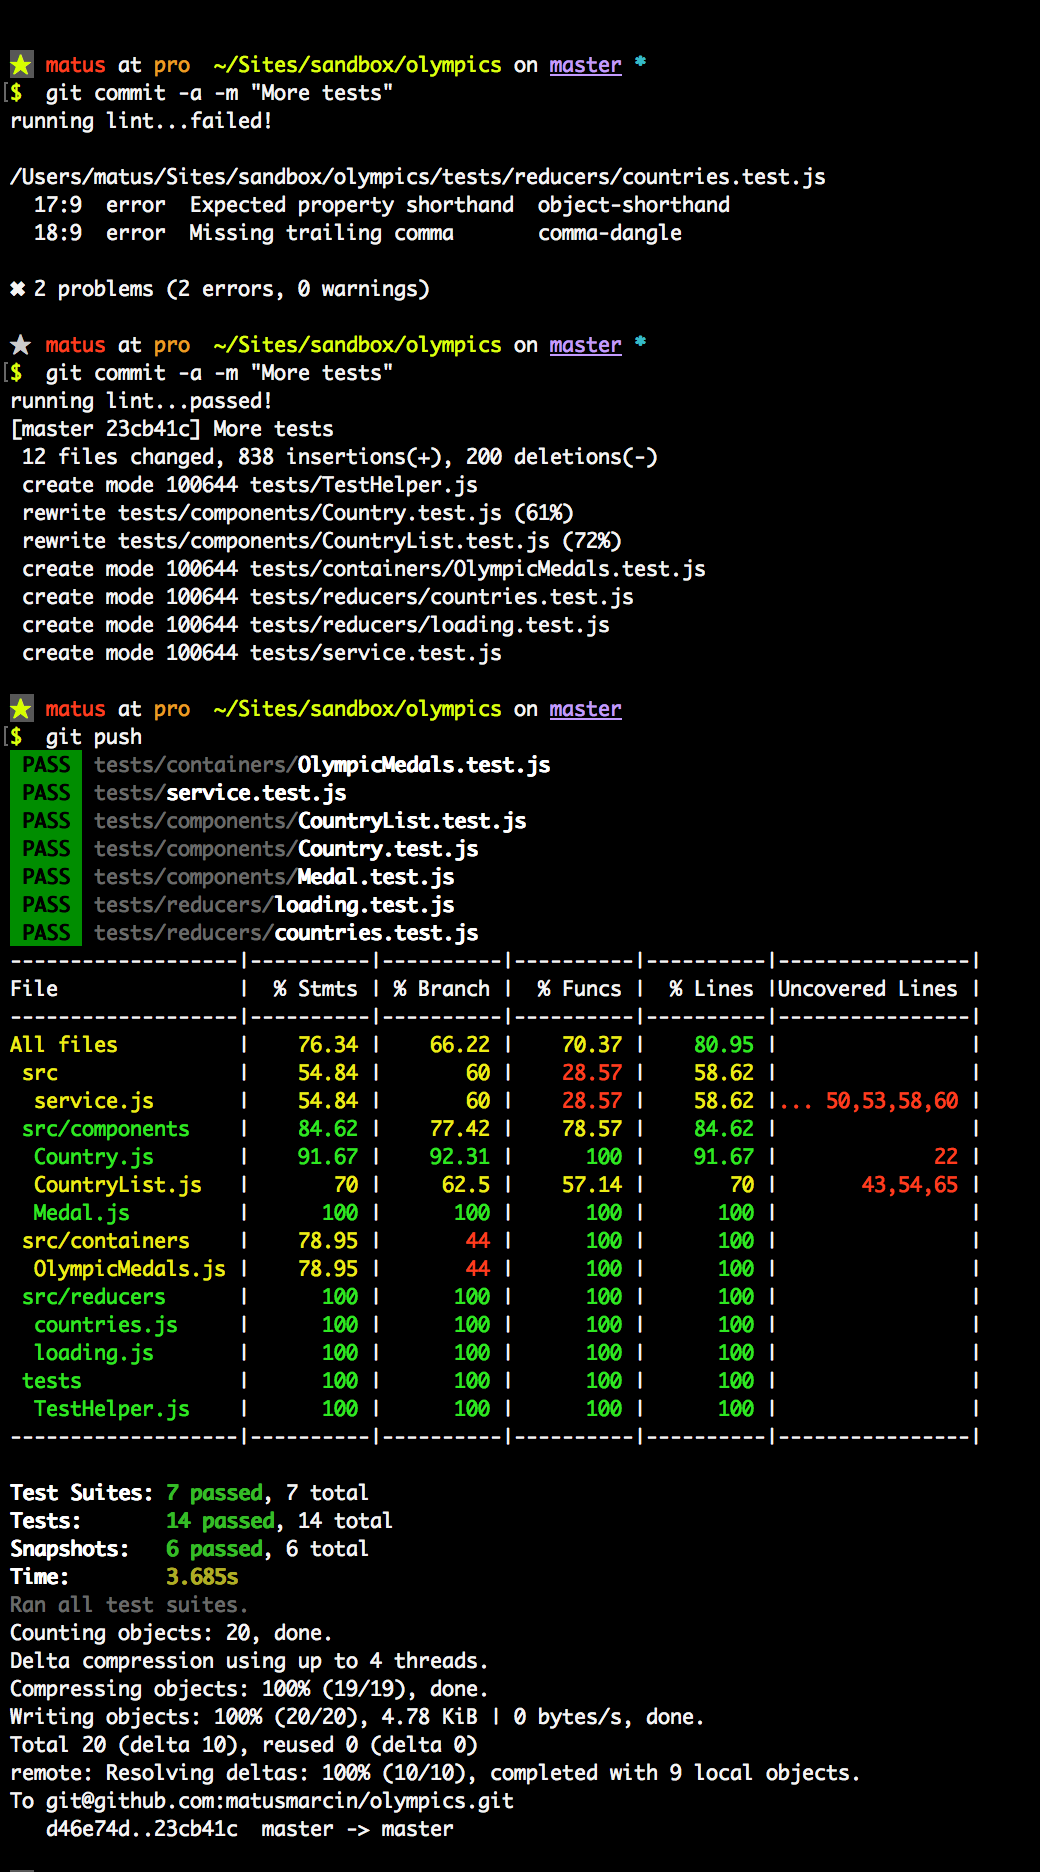 ★ matus at pro ~/Sites/sandbox/olympics on master *
$ git commit -a -m "More tests"
running lint...failed!
/Users/matus/Sites/sandbox/olympics/tests/reducers/countries.test.js
17:9 error Expected property shorthand object-shorthand
18:9 error Missing trailing comma comma-dangle
✖ 2 problems (2 errors, 0 warnings)
★ matus at pro ~/Sites/sandbox/olympics on master *
$ git commit -a -m "More tests"
running lint...passed!
[master 23cb41c] More tests
12 files changed, 838 insertions(+), 200 deletions(-)
create mode 100644 tests/TestHelper.js
rewrite tests/components/Country.test.js (61%)
rewrite tests/components/CountryList.test.js (72%)
create mode 100644 tests/containers/OlympicMedals.test.js
create mode 100644 tests/reducers/countries.test.js
create mode 100644 tests/reducers/loading.test.js
create mode 100644 tests/service.test.js
★ matus at pro ~/Sites/sandbox/olympics on master
$ git push
PASS tests/containers/OlympicMedals.test.js
PASS tests/service.test.js
PASS tests/components/CountryList.test.js
PASS tests/components/Country.test.js
PASS tests/components/Medal.test.js
PASS tests/reducers/loading.test.js
PASS tests/reducers/countries.test.js
-------------------|----------|----------|----------|----------|----------------|
File | % Stmts | % Branch | % Funcs | % Lines |Uncovered Lines |
-------------------|----------|----------|----------|----------|----------------|
All files | 76.34 | 66.22 | 70.37 | 80.95 | |
src | 54.84 | 60 | 28.57 | 58.62 | |
service.js | 54.84 | 60 | 28.57 | 58.62 |... 50,53,58,60 |
src/components | 84.62 | 77.42 | 78.57 | 84.62 | |
Country.js | 91.67 | 92.31 | 100 | 91.67 | 22 |
CountryList.js | 70 | 62.5 | 57.14 | 70 | 43,54,65 |
Medal.js | 100 | 100 | 100 | 100 | |
src/containers | 78.95 | 44 | 100 | 100 | |
OlympicMedals.js | 78.95 | 44 | 100 | 100 | |
src/reducers | 100 | 100 | 100 | 100 | |
countries.js | 100 | 100 | 100 | 100 | |
loading.js | 100 | 100 | 100 | 100 | |
tests | 100 | 100 | 100 | 100 | |
TestHelper.js | 100 | 100 | 100 | 100 | |
-------------------|----------|----------|----------|----------|----------------|
Test Suites: 7 passed, 7 total
Tests: 14 passed, 14 total
Snapshots: 6 passed, 6 total
Time: 3.685s
Ran all test suites.
Counting objects: 20, done.
Delta compression using up to 4 threads.
Compressing objects: 100% (19/19), done.
Writing objects: 100% (20/20), 4.78 KiB | 0 bytes/s, done.
Total 20 (delta 10), reused 0 (delta 0)
remote: Resolving deltas: 100% (10/10), completed with 9 local objects.
To git@github.com:matusmarcin/olympics.git
d46e74d..23cb41c master -> master